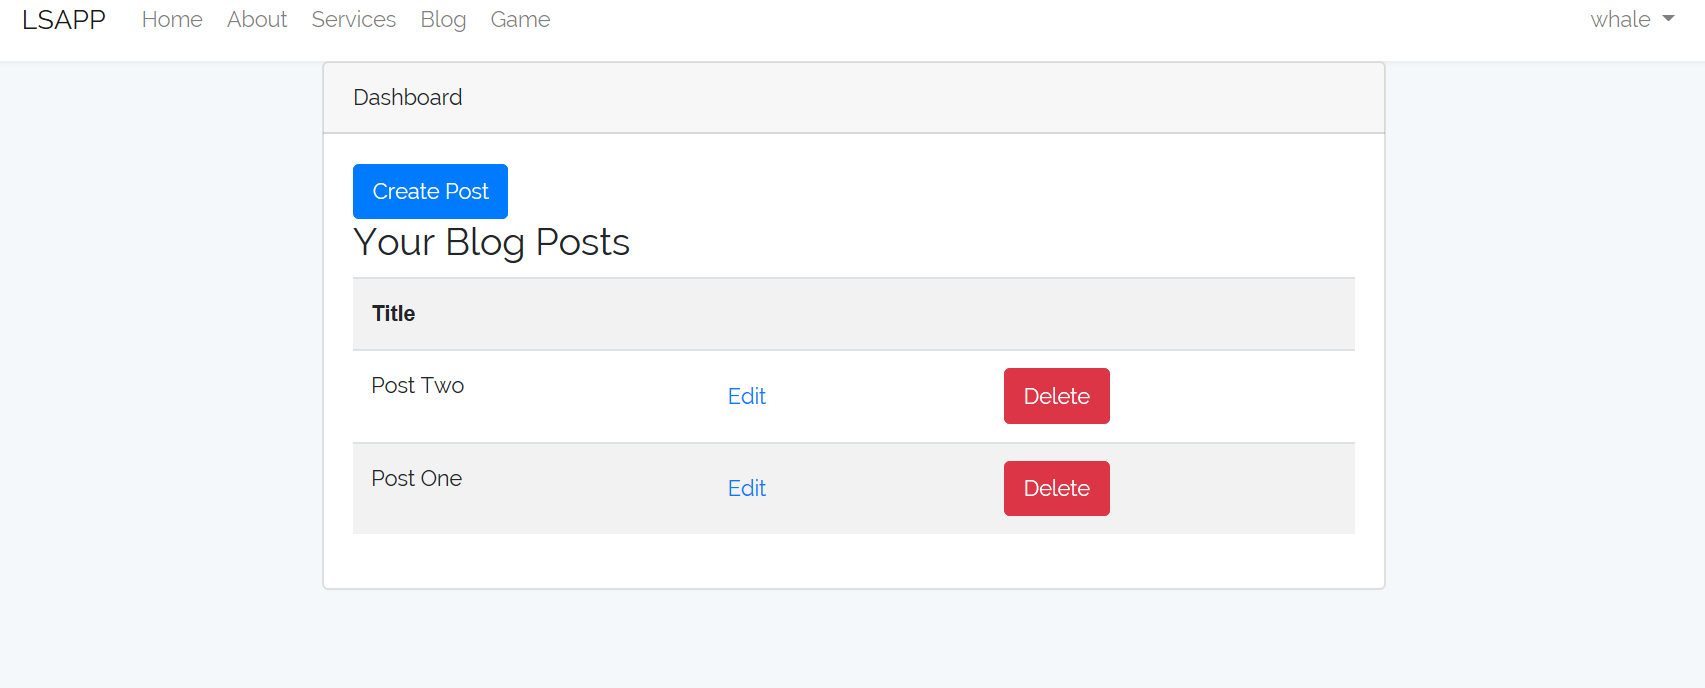 LSAPP Home About Services Blog Game whale
Dashboard
Create Post
Your Blog Posts
Title
Post Two Edit Delete
Post One Edit Delete